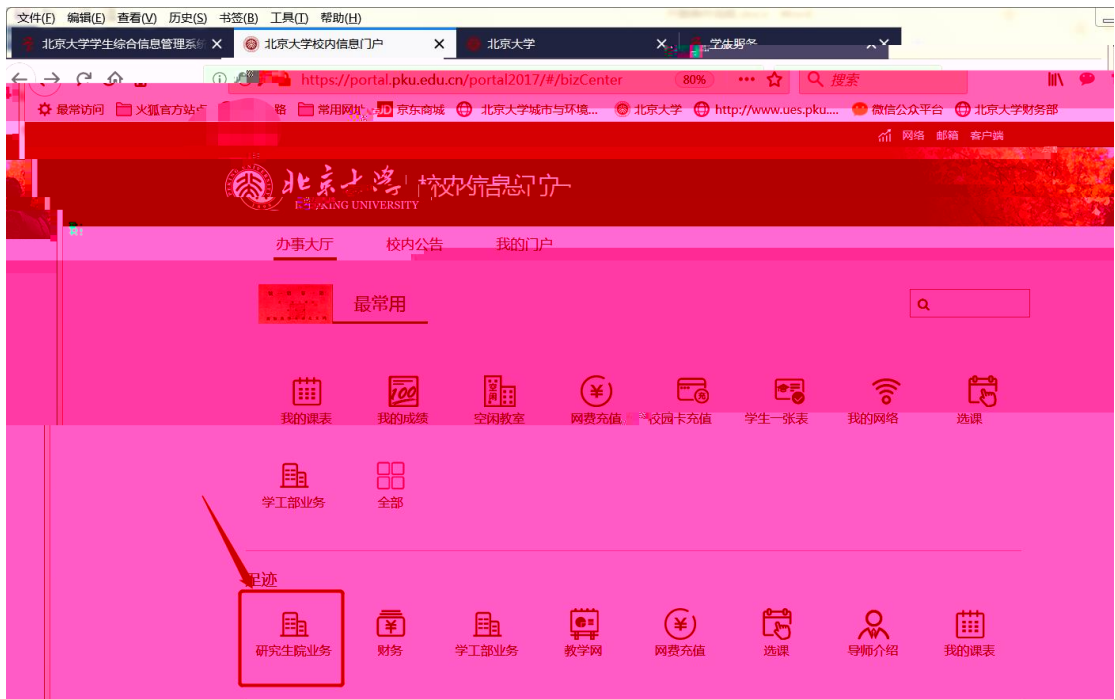 文件(F) 编辑(E) 查看(V) 历史(S) 书签(B) 工具(T) 帮助(H)
北京大学学生综合信息管理系统 北京大学校内信息门户 北京大学
https://portal.pku.edu.cn/portal2017/#/bizCenter 80% 搜索
最常访问 火狐官方站点 常用网址 JD 京东商城 北京大学城市与环境... 北京大学 http://www.ues.pku.... 微信公众平台 北京大学财务部
网络 邮箱 客户端
北京大学 校内信息门户
PEKING UNIVERSITY
办事大厅 校内公告 我的门户
最常用
我的课表 我的成绩 空闲教室 网费充值 校园卡充值 学生一张表 我的网络 选课
学工部业务 全部
足迹
研究生院业务 财务 学工部业务 教学网 网费充值 选课 导师介绍 我的课表